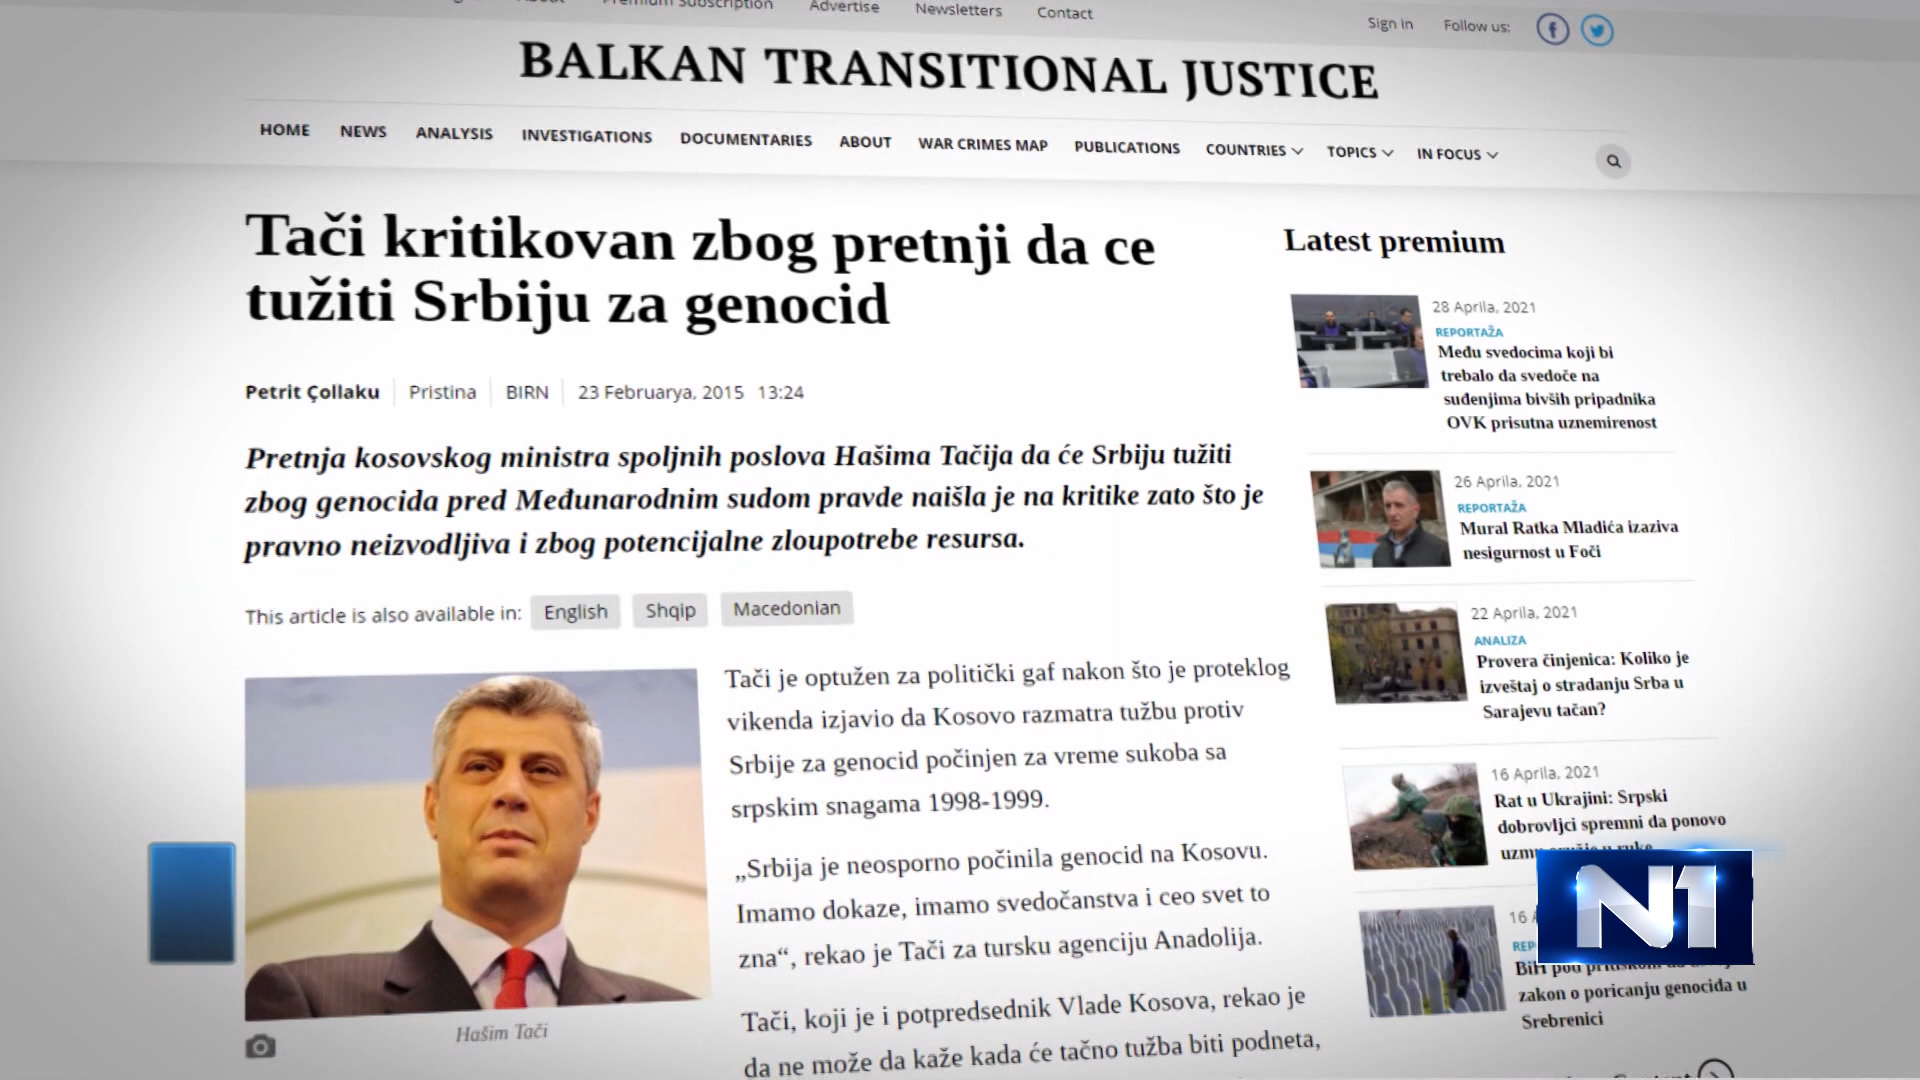 Premium Subscription
Advertise
Newsletters
Contact
Sign in
Follow us:
BALKAN TRANSITIONAL JUSTICE
HOME NEWS ANALYSIS INVESTIGATIONS DOCUMENTARIES ABOUT WAR CRIMES MAP PUBLICATIONS COUNTRIES TOPICS IN FOCUS
Tači kritikovan zbog pretnji da ce
tužiti Srbiju za genocid
Petrit Çollaku Pristina BIRN 23 Februarya, 2015 13:24
Pretnja kosovskog ministra spoljnih poslova Hašima Tačija da će Srbiju tužiti
zbog genocida pred Međunarodnim sudom pravde naišla je na kritike zato što je
pravno neizvodljiva i zbog potencijalne zloupotrebe resursa.
This article is also available in: English Shqip Macedonian
Hašim Tači
Tači je optužen za politički gaf nakon što je proteklog
vikenda izjavio da Kosovo razmatra tužbu protiv
Srbije za genocid počinjen za vreme sukoba sa
srpskim snagama 1998-1999.
„Srbija je neosporno počinila genocid na Kosovu.
Imamo dokaze, imamo svedočanstva i ceo svet to
zna“, rekao je Tači za tursku agenciju Anadolija.
Tači, koji je i potpredsednik Vlade Kosova, rekao je
da ne može da kaže kada će tačno tužba biti podneta,
Latest premium
28 Aprila, 2021
REPORTAŽA
Među svedocima koji bi
trebalo da svedoče na
suđenjima bivših pripadnika
OVK prisutna uznemirenost
26 Aprila, 2021
REPORTAŽA
Mural Ratka Mladića izaziva
nesigurnost u Foči
22 Aprila, 2021
ANALIZA
Provera činjenica: Koliko je
izveštaj o stradanju Srba u
Sarajevu tačan?
16 Aprila, 2021
Rat u Ukrajini: Srpski
dobrovljci spremni da ponovo
16
BiH pod
zakon o poricanju genocida u
Srebrenici
N1